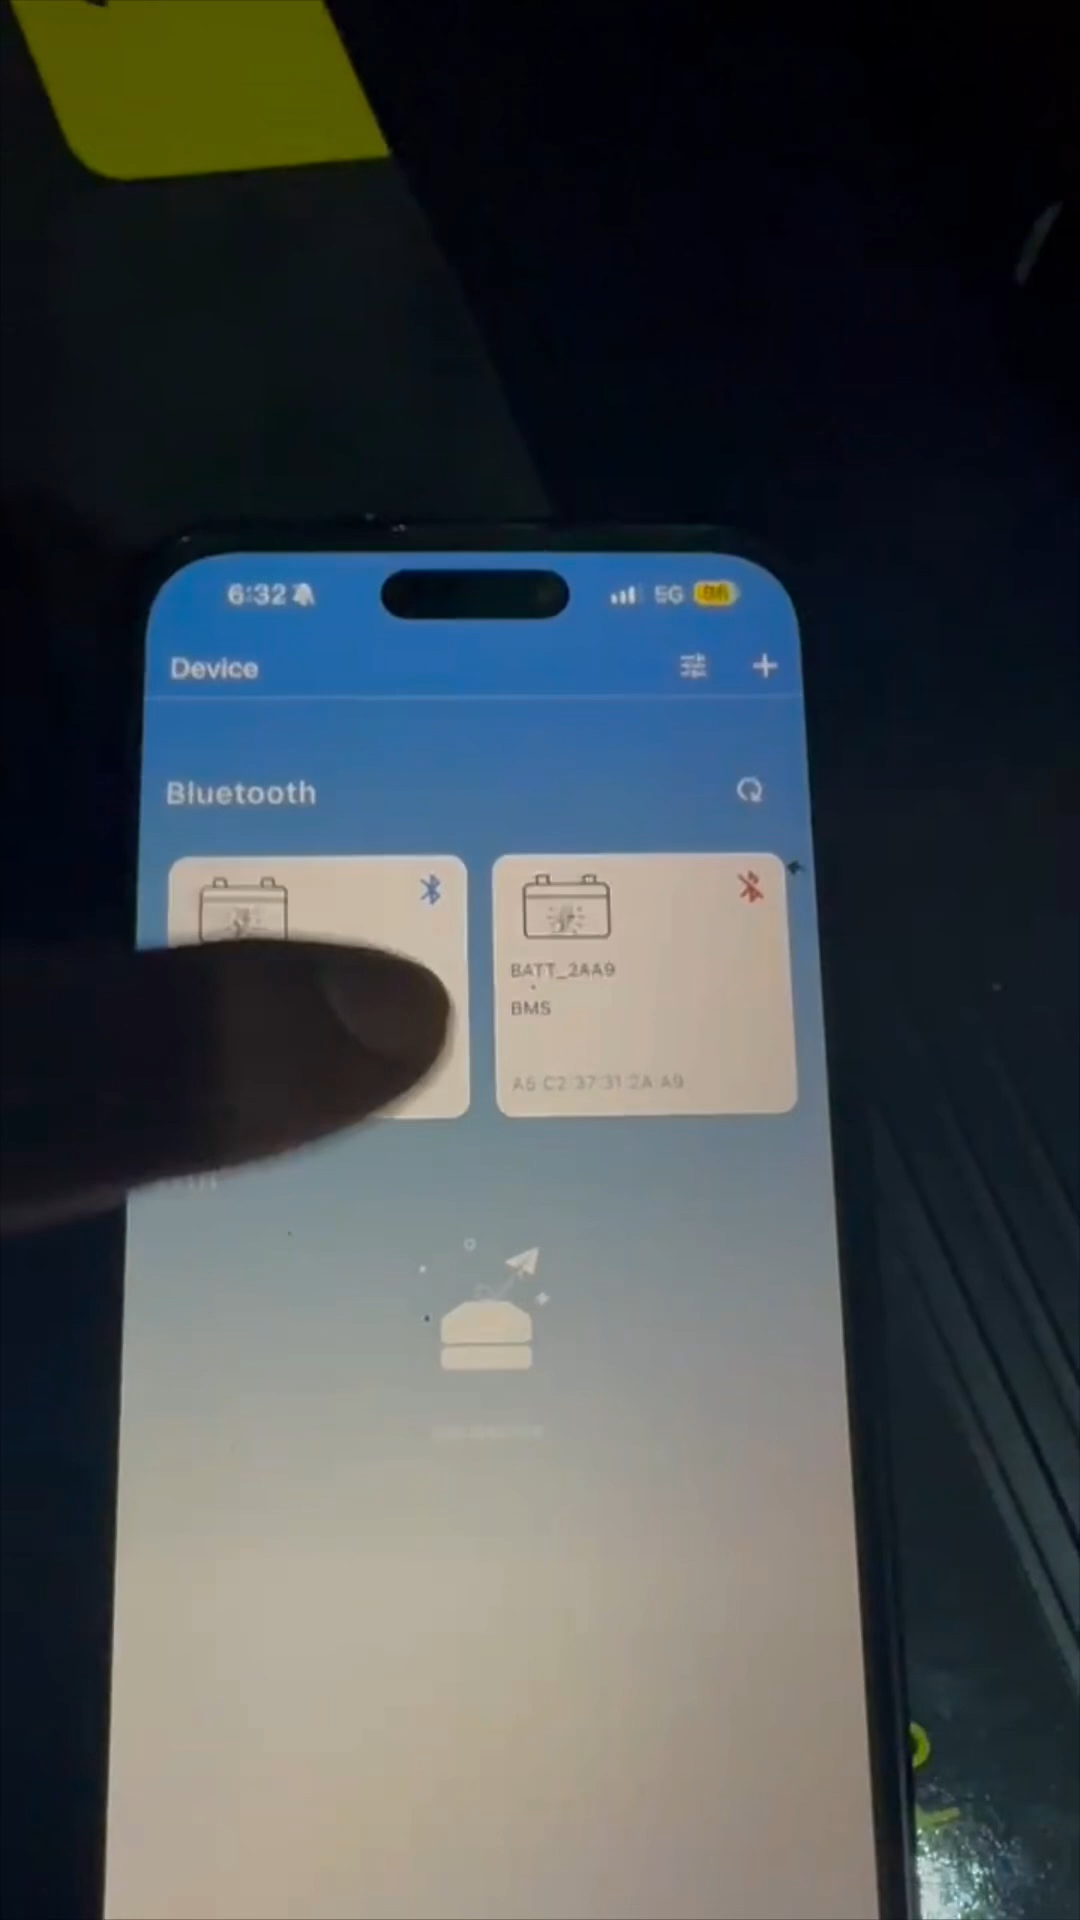 6:32
5G
Device
Bluetooth
BATT_2AA9
BMS
A5 C2 37 31 2A A9